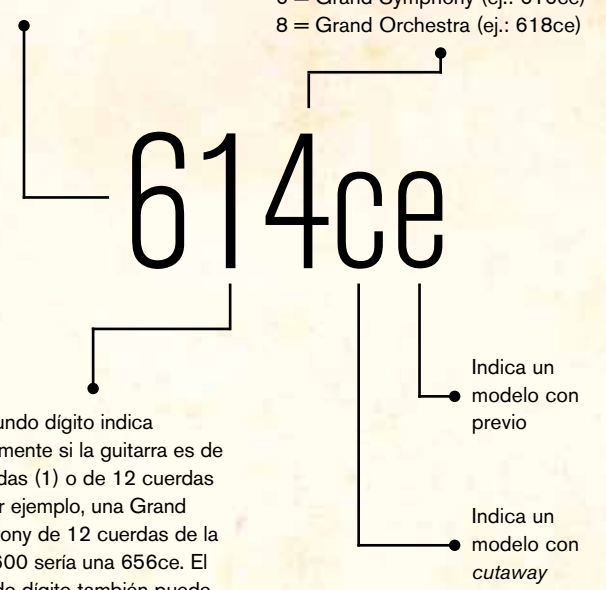 8 = Grand Orchestra (ej.: 618ce)
614ce
Indica un
modelo con
previo
undo dígito indica
mente si la guitarra es de
das (1) o de 12 cuerdas
r ejemplo, una Grand
ony de 12 cuerdas de la
600 sería una 656ce. El
Indica un
modelo con
cutaway